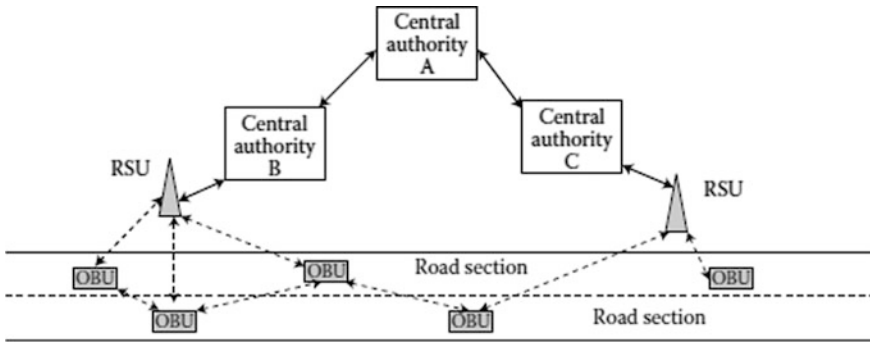 Central
authority
A
Central
authority
B
Central
authority
C
RSU
RSU
OBU
OBU
Road section
OBU
OBU
OBU
Road section